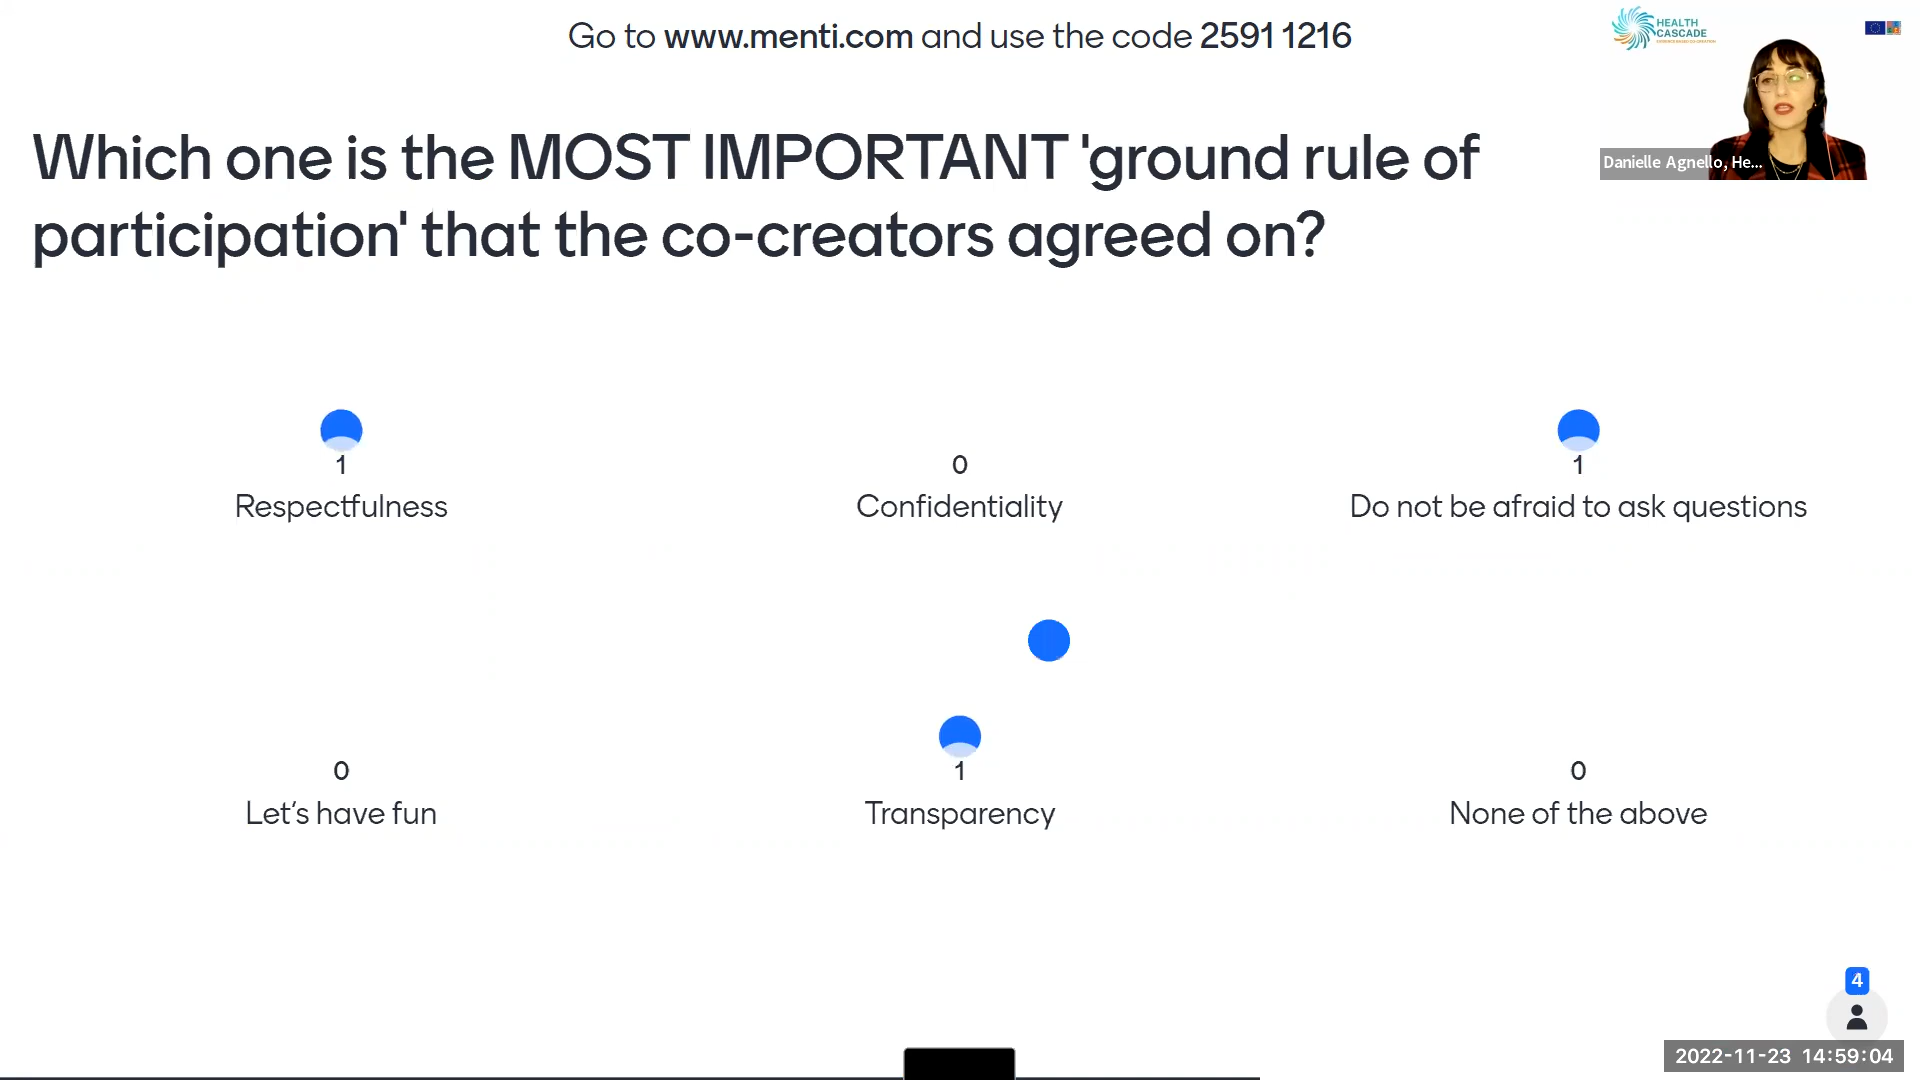 Go to www.menti.com and use the code 2591 1216
HEALTH
CASCADE
Which one is the MOST IMPORTANT 'ground rule of
participation' that the co-creators agreed on?
Danielle Agnello, He...
1
Respectfulness
0
Confidentiality
1
Do not be afraid to ask questions
0
Let's have fun
1
Transparency
0
None of the above
4
2022-11-23 14:59:04